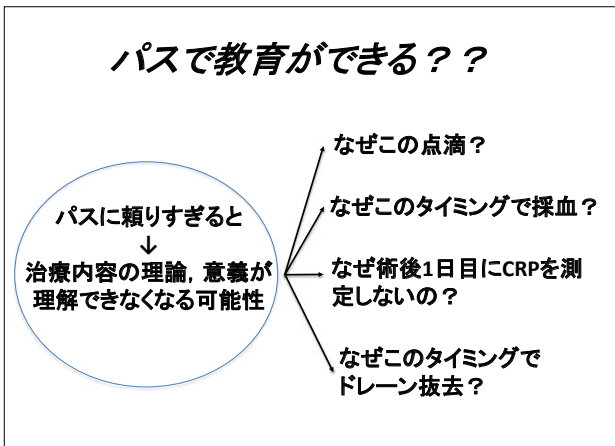 パスで教育ができる？？
パスに頼りすぎると
↓
治療内容の理論，意義が
理解できなくなる可能性
なぜこの点滴？
なぜこのタイミングで採血？
なぜ術後1日目にCRPを測
定しないの？
なぜこのタイミングで
ドレーン抜去？